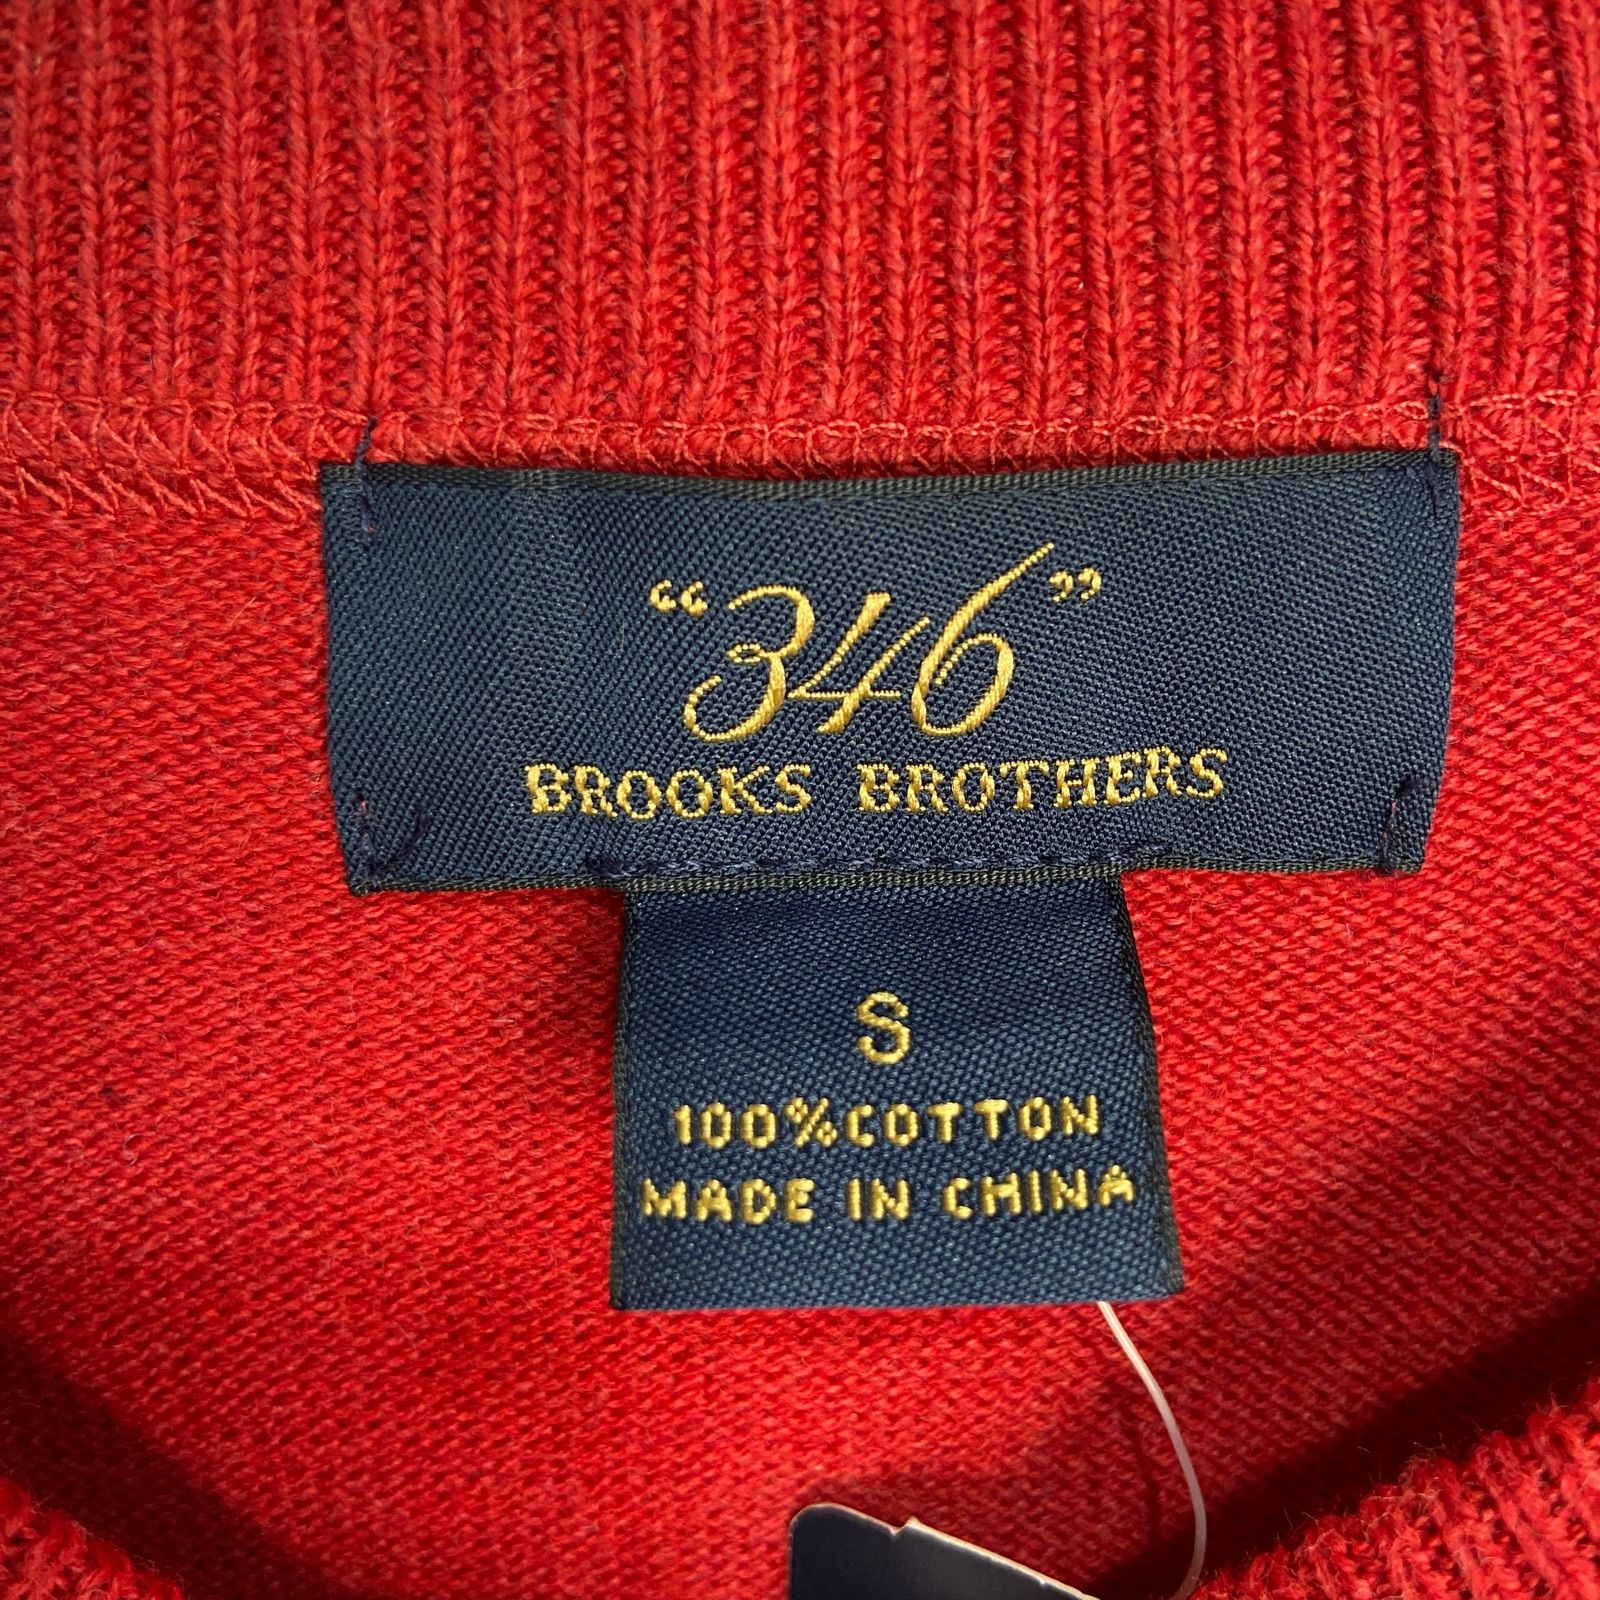 “346”
BROOKS BROTHERS
S
100%COTTON
MADE IN CHINA